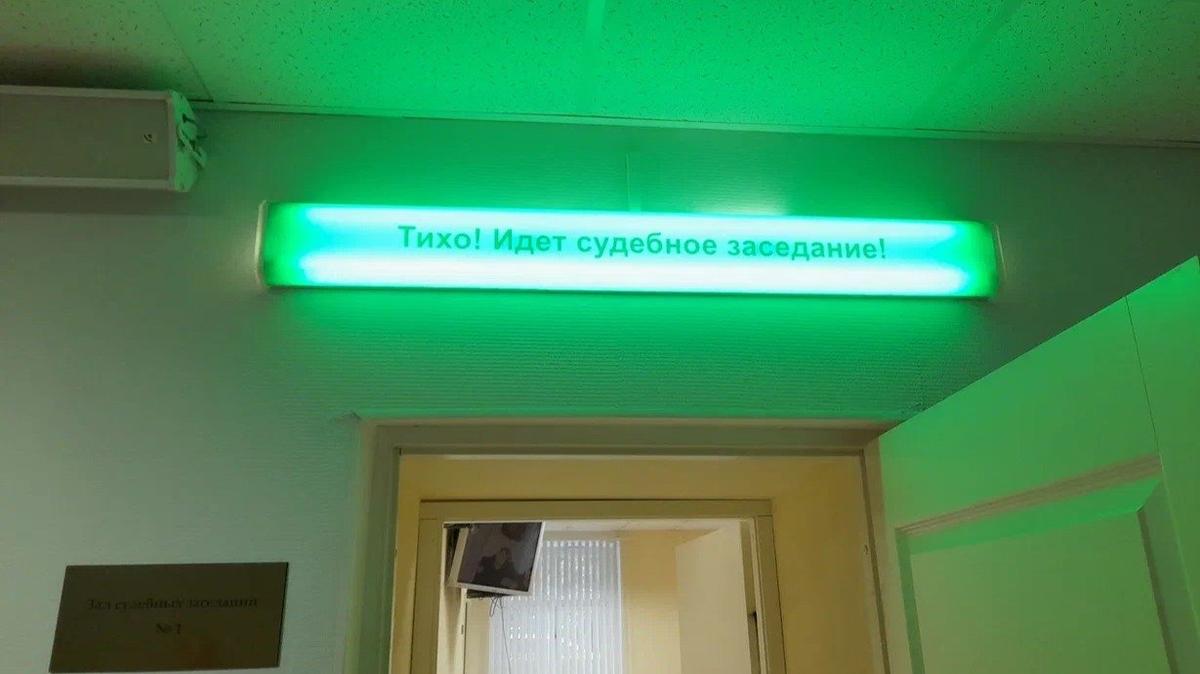 Тихо! Идет судебное заседание!
Зал судебных заседаний
№ 1